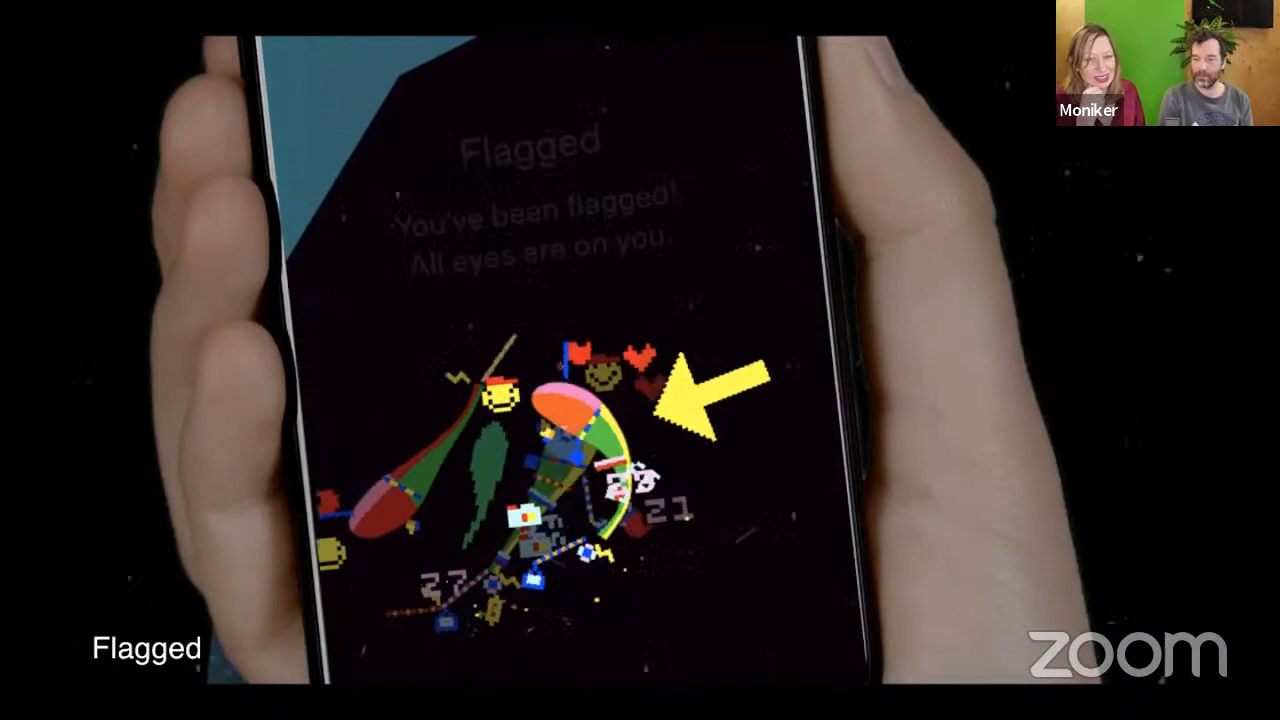 Moniker
Flagged
You've been flagged!
All eyes are on you.
21
27
Flagged
zoom